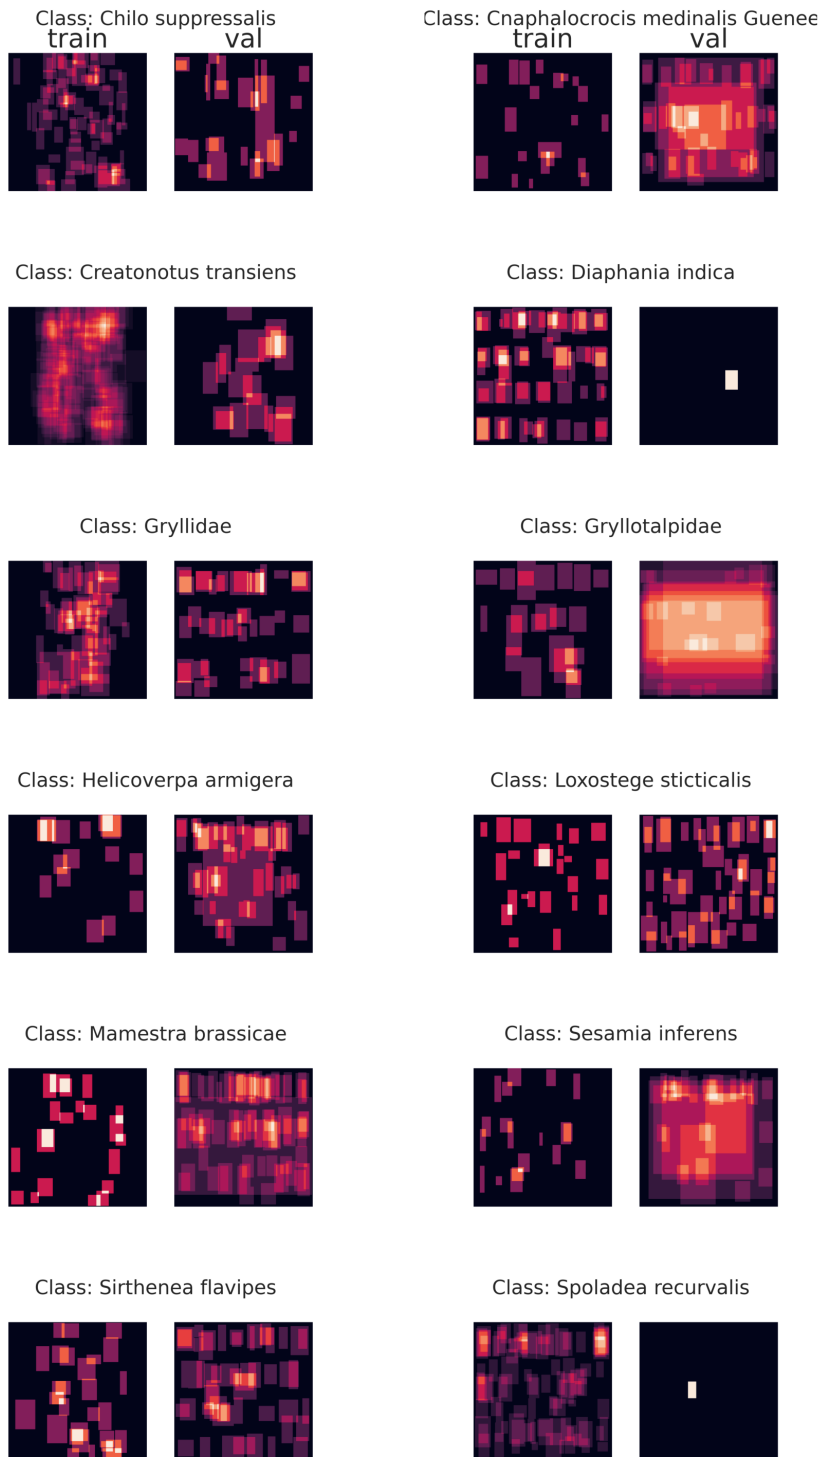 Class: Chilo suppressalis
train val
Class: Cnaphalocrocis medinalis Guenee
train val
Class: Creatonotus transiens
Class: Diaphania indica
Class: Gryllidae
Class: Gryllotalpidae
Class: Helicoverpa armigera
Class: Loxostege sticticalis
Class: Mamestra brassicae
Class: Sesamia inferens
Class: Sirthenea flavipes
Class: Spoladea recurvalis